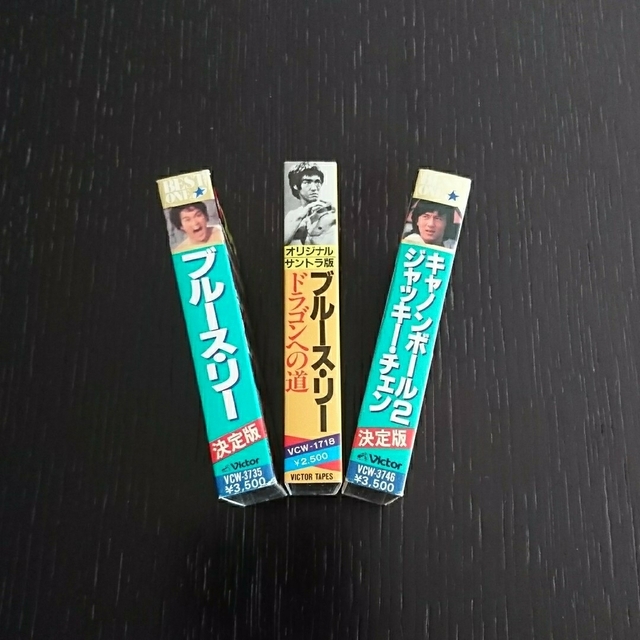 BEST
ONE
ブルース・リー
決定版
Victor
VCW-3735
¥3,500
オリジナル
サントラ版
ブルース・リー
ドラゴンへの道
VCW-1718
¥2,500
VICTOR TAPES
キャノンボール2
ジャッキー・チェン
決定版
Victor
VCW-3746
¥3,500